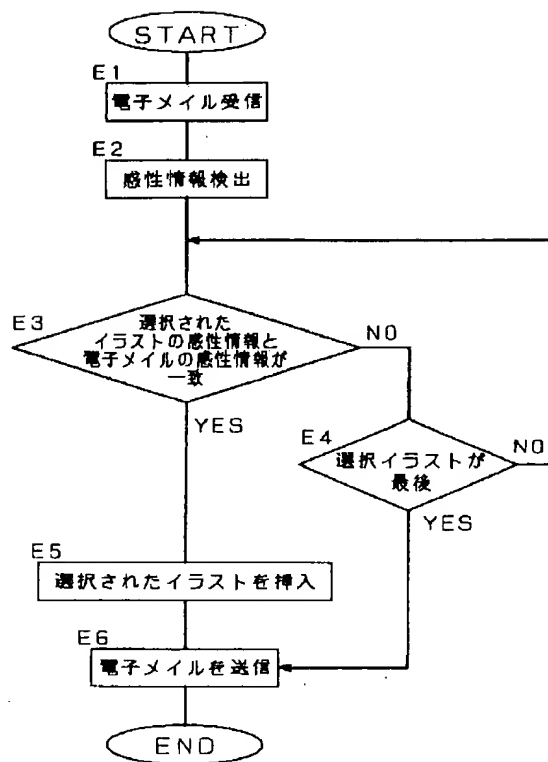 START
E1
電子メイル受信
E2
感性情報検出
E3
選択された
イラストの感性情報と
電子メイルの感性情報が
一致
NO
YES
E4
選択イラストが
最後
NO
YES
E5
選択されたイラストを挿入
E6
電子メイルを送信
END